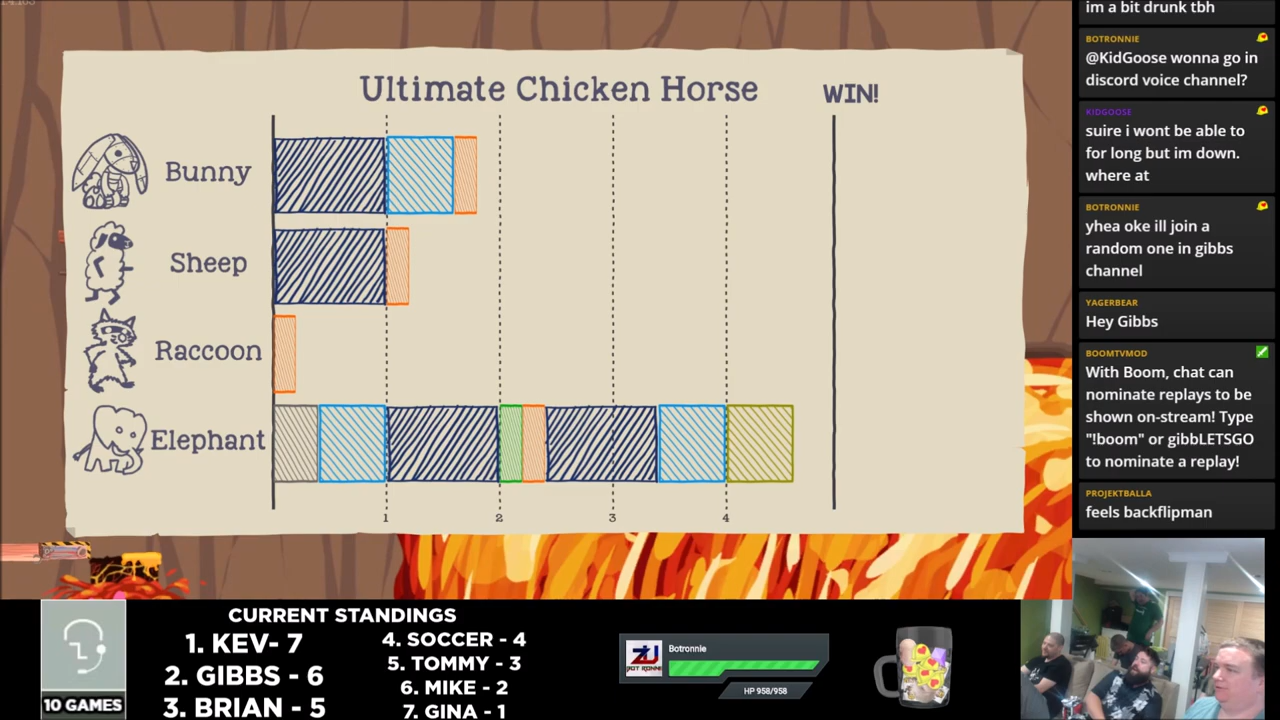 Ultimate Chicken Horse
WIN!
Bunny
Sheep
Raccoon
Elephant
1 2 3 4
im a bit drunk tbh
BOTRONNIE
@KidGoose wonna go in
discord voice channel?
KIDGOOSE
suire i wont be able to
for long but im down.
where at
BOTRONNIE
yhea oke ill join a
random one in gibbs
channel
YAGERBEAR
Hey Gibbs
BOOMTVMOD
With Boom, chat can
nominate replays to be
shown on-stream! Type
"!boom" or gibbLETSGO
to nominate a replay!
PROJEKTBALLA
feels backflipman
10 GAMES
CURRENT STANDINGS
1. KEV- 7
2. GIBBS - 6
3. BRIAN - 5
4. SOCCER - 4
5. TOMMY - 3
6. MIKE - 2
7. GINA - 1
Botronnie
HP 958/958